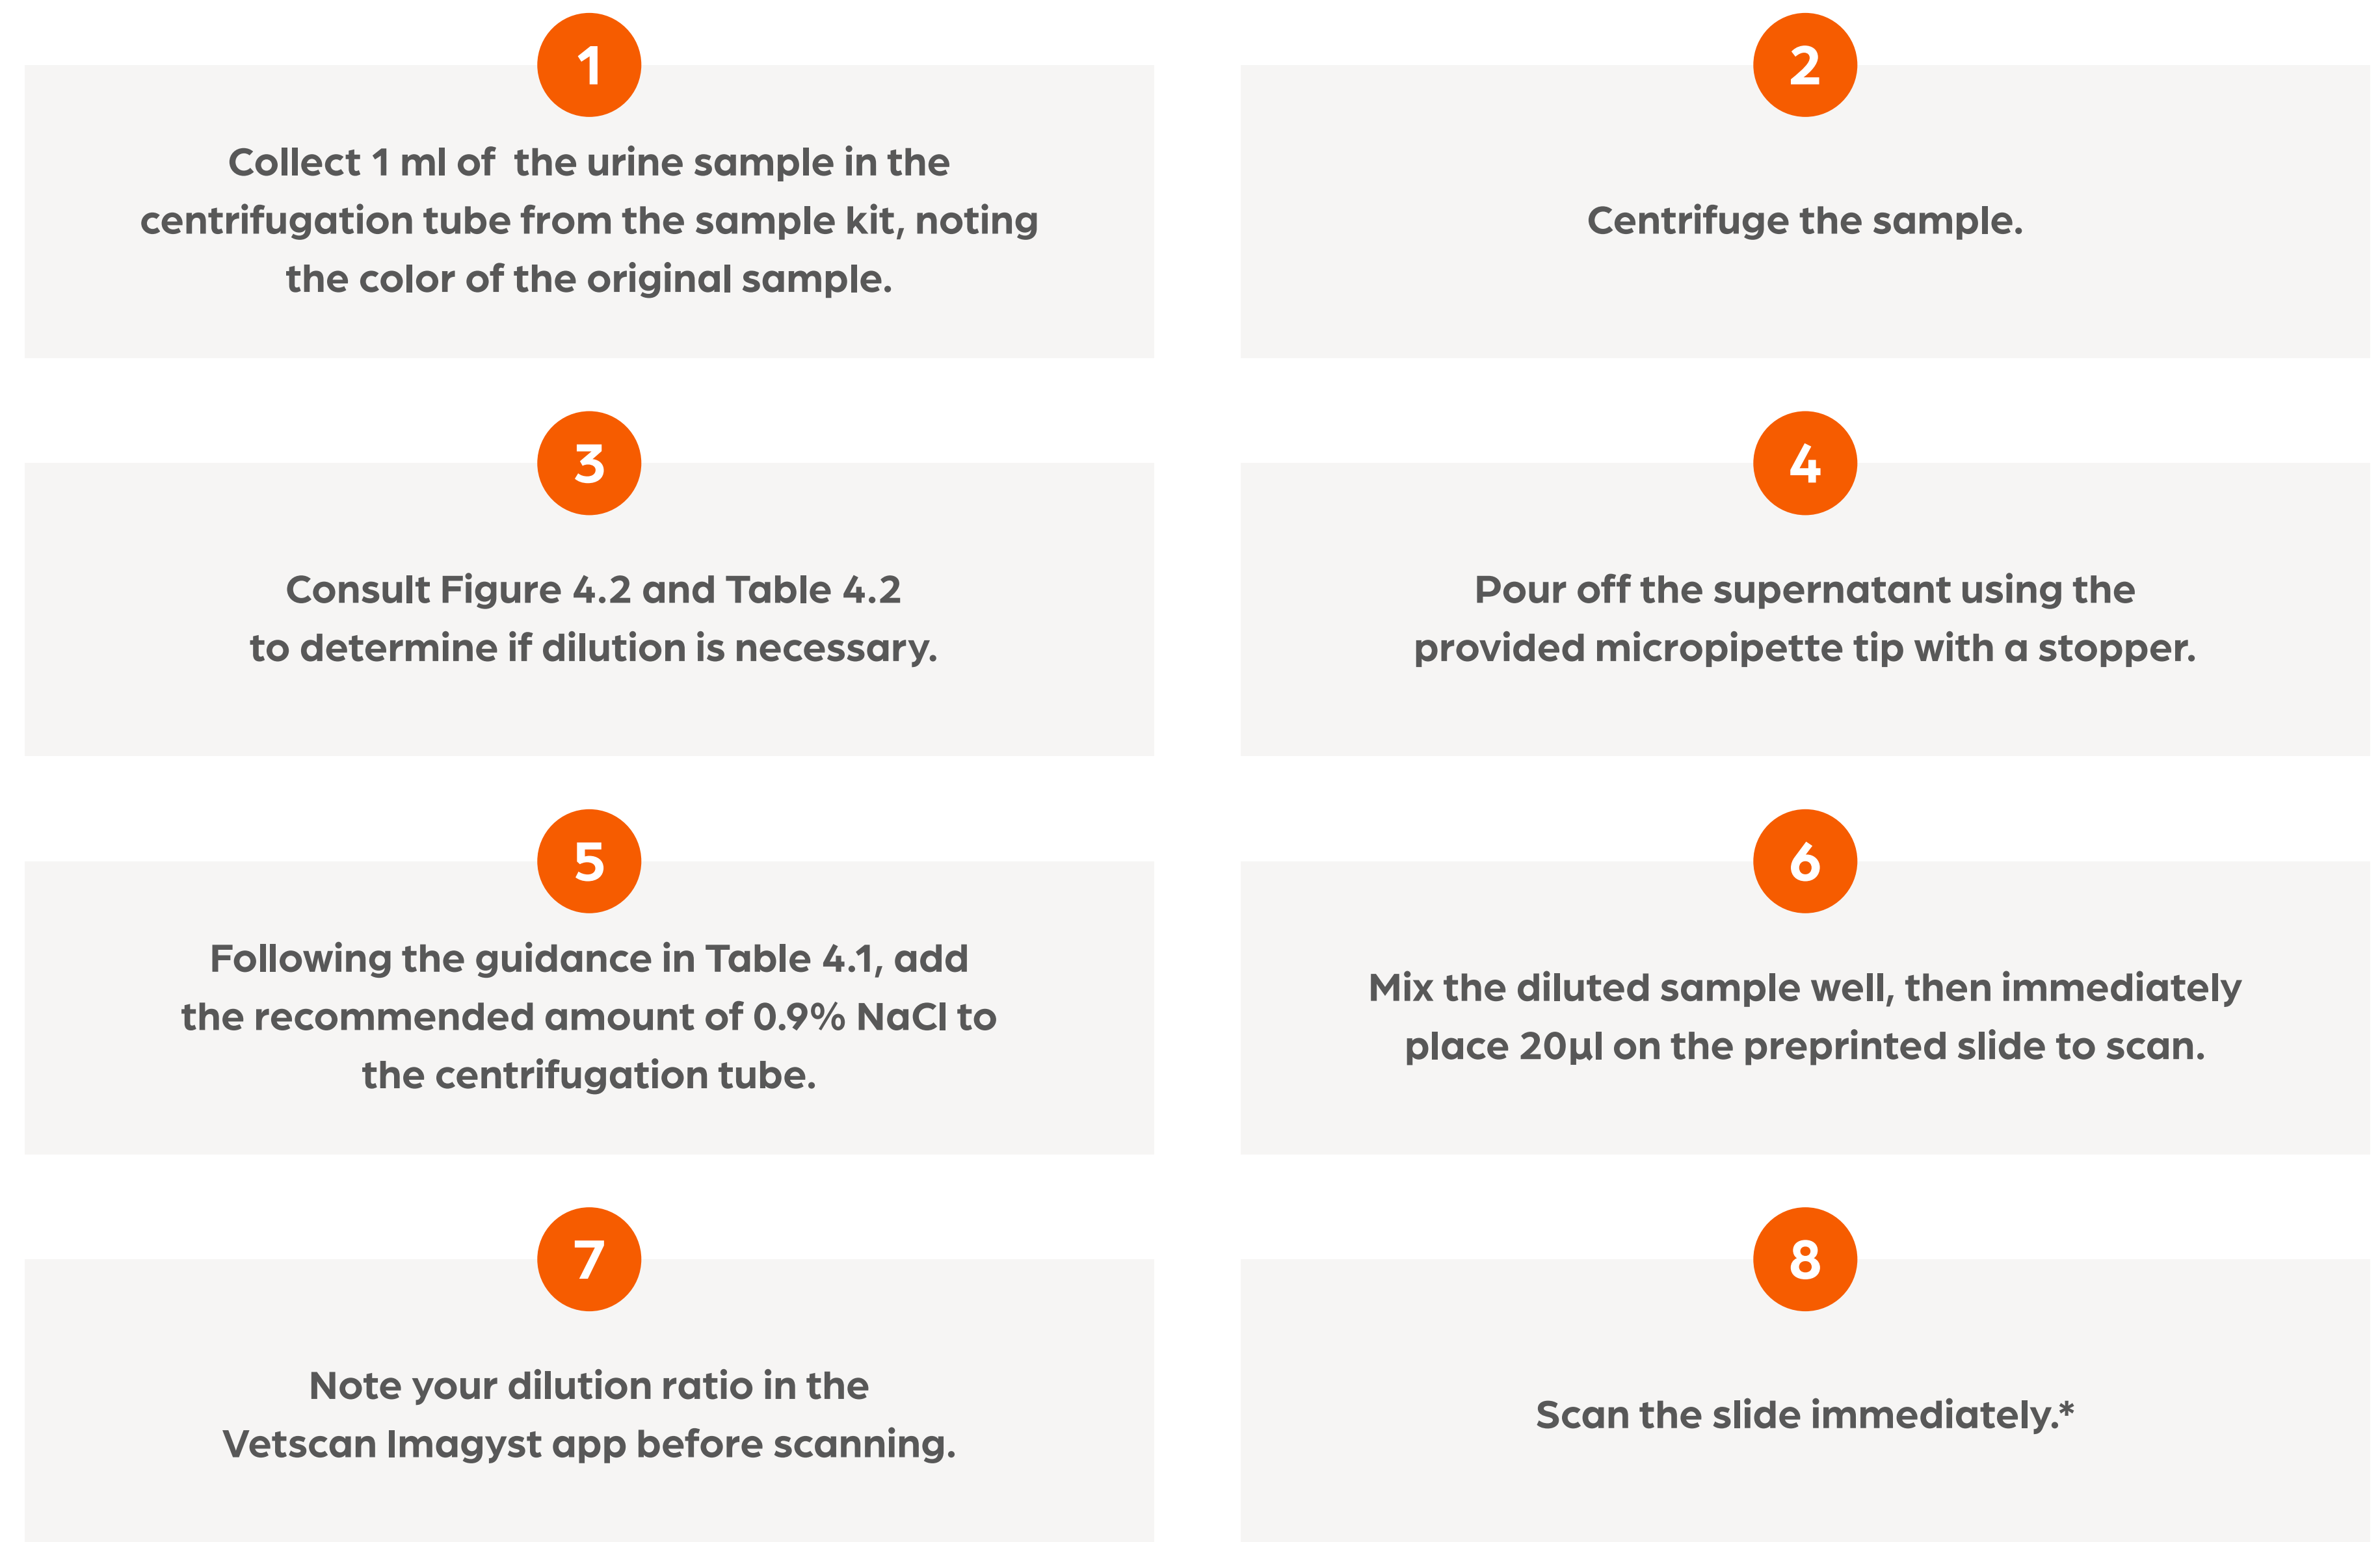 1
Collect 1 ml of the urine sample in the
centrifugation tube from the sample kit, noting
the color of the original sample.
2
Centrifuge the sample.
3
Consult Figure 4.2 and Table 4.2
to determine if dilution is necessary.
4
Pour off the supernatant using the
provided micropipette tip with a stopper.
5
Following the guidance in Table 4.1, add
the recommended amount of 0.9% NaCl to
the centrifugation tube.
6
Mix the diluted sample well, then immediately
place 20µl on the preprinted slide to scan.
7
Note your dilution ratio in the
Vetscan Imagyst app before scanning.
8
Scan the slide immediately.*